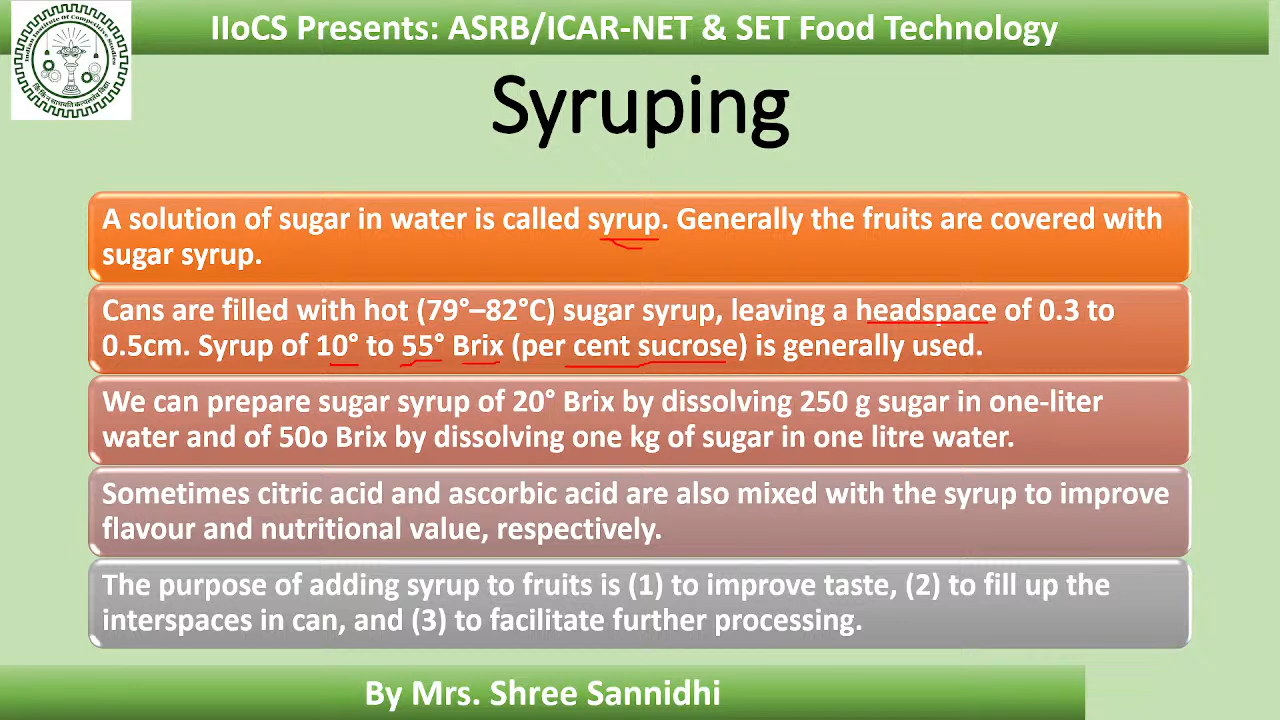 IIoCS Presents: ASRB/ICAR-NET & SET Food Technology
Syruping
A solution of sugar in water is called syrup. Generally the fruits are covered with
sugar syrup.
Cans are filled with hot (79°–82°C) sugar syrup, leaving a headspace of 0.3 to
0.5cm. Syrup of 10° to 55° Brix (per cent sucrose) is generally used.
We can prepare sugar syrup of 20° Brix by dissolving 250 g sugar in one-liter
water and of 50o Brix by dissolving one kg of sugar in one litre water.
Sometimes citric acid and ascorbic acid are also mixed with the syrup to improve
flavour and nutritional value, respectively.
The purpose of adding syrup to fruits is (1) to improve taste, (2) to fill up the
interspaces in can, and (3) to facilitate further processing.
By Mrs. Shree Sannidhi